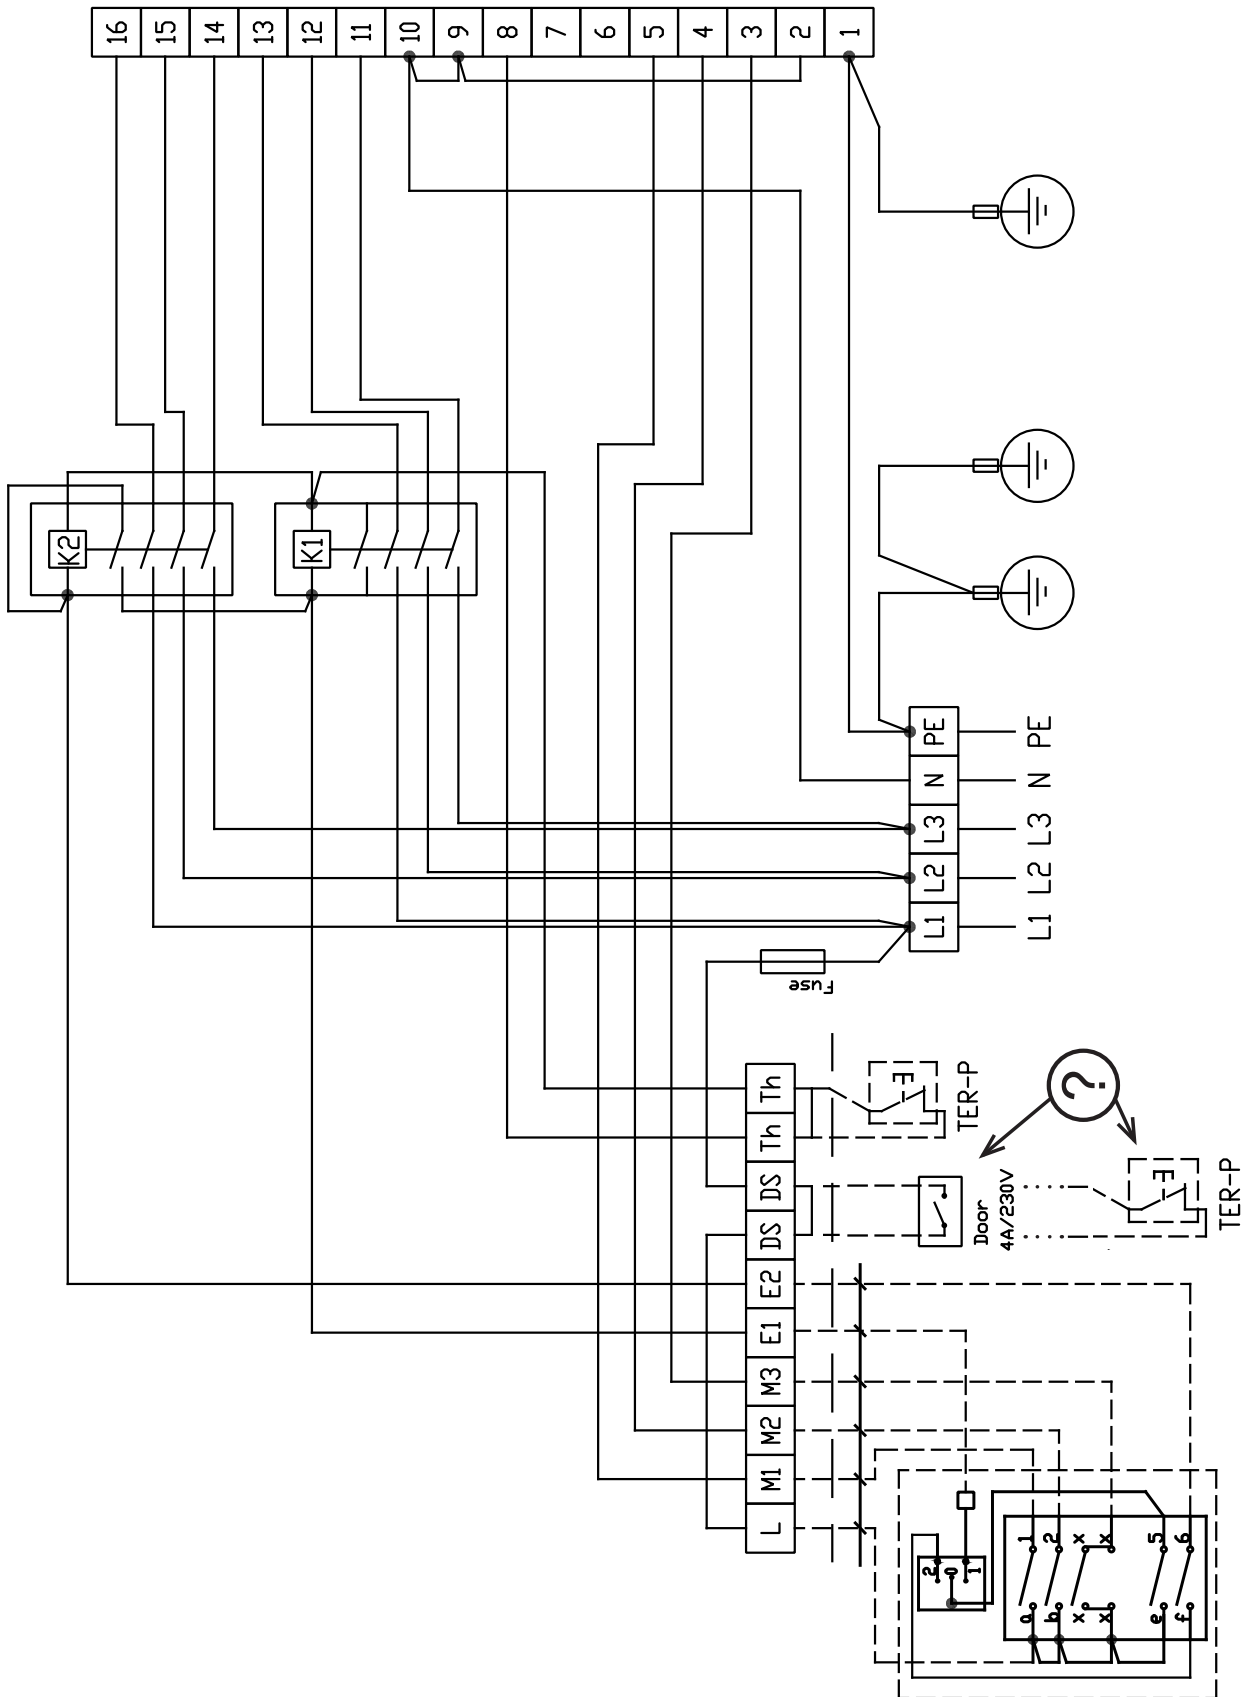 16 15 14 13 12 11 10 9 8 7 6 5 4 3 2 1
K2
K1
PE PE
N N
L3 L3
L2 L2
L1 L1
Fuse
Th
Th
TER-P
?
DS
DS
Door
4A/230V
TER-P
E2
E1
M3
M2
M1
L
2 0 1
1 2 x x 5 6
a b x x e f